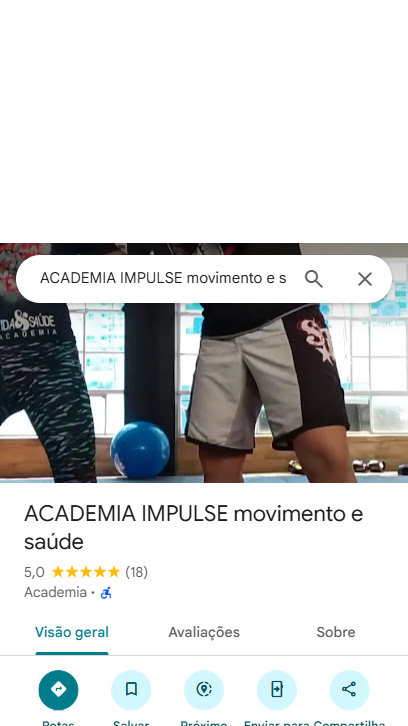 ACADEMIA IMPULSE movimento e s
IDA & SAÚDE
ACADEMIA
ACADEMIA IMPULSE movimento e
saúde
5,0 ★★★★★ (18)
Academia ·
Visão geral Avaliações Sobre
Rotas Salvar Próximo Enviar para Compartilha